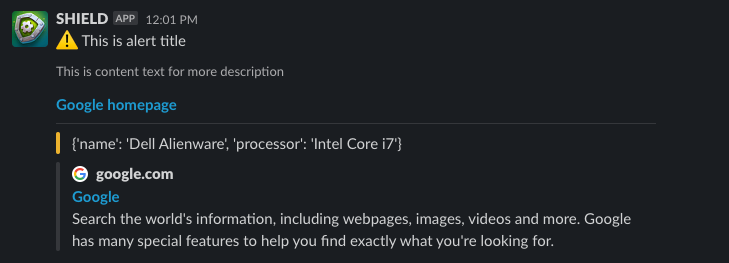 SHIELD APP 12:01 PM
This is alert title
This is content text for more description
Google homepage
{'name': 'Dell Alienware', 'processor': 'Intel Core i7'}
google.com
Google
Search the world's information, including webpages, images, videos and more. Google
has many special features to help you find exactly what you're looking for.